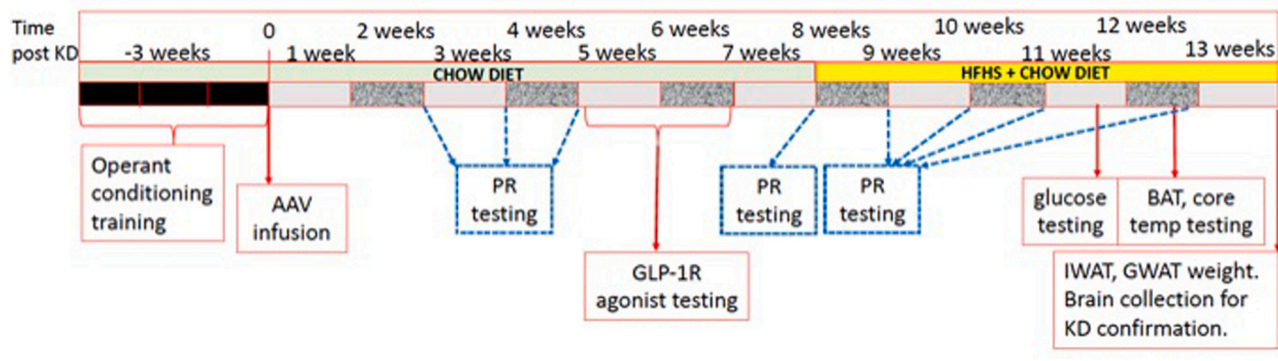 Time
post KD
-3 weeks
0
1 week
2 weeks
3 weeks
4 weeks
5 weeks
6 weeks
7 weeks
8 weeks
9 weeks
10 weeks
11 weeks
12 weeks
13 weeks
CHOW DIET
HFHS + CHOW DIET
Operant
conditioning
training
AAV
infusion
PR
testing
GLP-1R
agonist testing
PR
testing
PR
testing
glucose
testing
BAT, core
temp testing
IWAT, GWAT weight.
Brain collection for
KD confirmation.